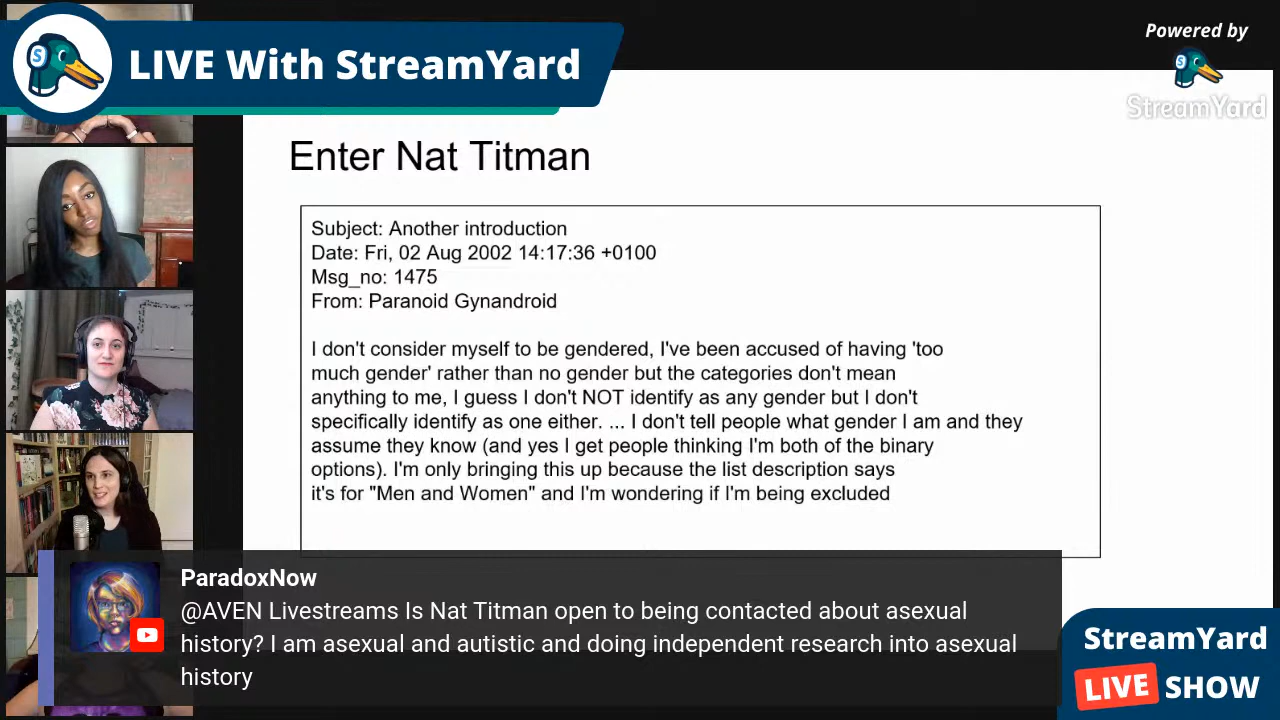 LIVE With StreamYard
Powered by
StreamYard
Enter Nat Titman
Subject: Another introduction
Date: Fri, 02 Aug 2002 14:17:36 +0100
Msg_no: 1475
From: Paranoid Gynandroid
I don't consider myself to be gendered, I've been accused of having 'too
much gender' rather than no gender but the categories don't mean
anything to me, I guess I don't NOT identify as any gender but I don't
specifically identify as one either. ... I don't tell people what gender I am and they
assume they know (and yes I get people thinking I'm both of the binary
options). I'm only bringing this up because the list description says
it's for "Men and Women" and I'm wondering if I'm being excluded
ParadoxNow
@AVEN Livestreams Is Nat Titman open to being contacted about asexual
history? I am asexual and autistic and doing independent research into asexual
history
StreamYard
LIVE SHOW